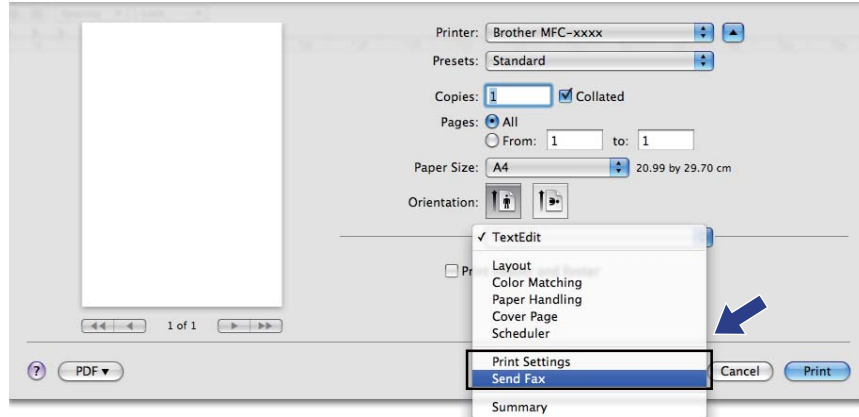 Printer: Brother MFC-xxxx
Presets: Standard
Copies: 1 Collated
Pages: All
From: 1 to: 1
Paper Size: A4 20.99 by 29.70 cm
Orientation:
✓ TextEdit
Layout
Color Matching
Paper Handling
Cover Page
Scheduler
1 of 1
Print Settings
Send Fax
? PDF▼ Cancel Print
Summary